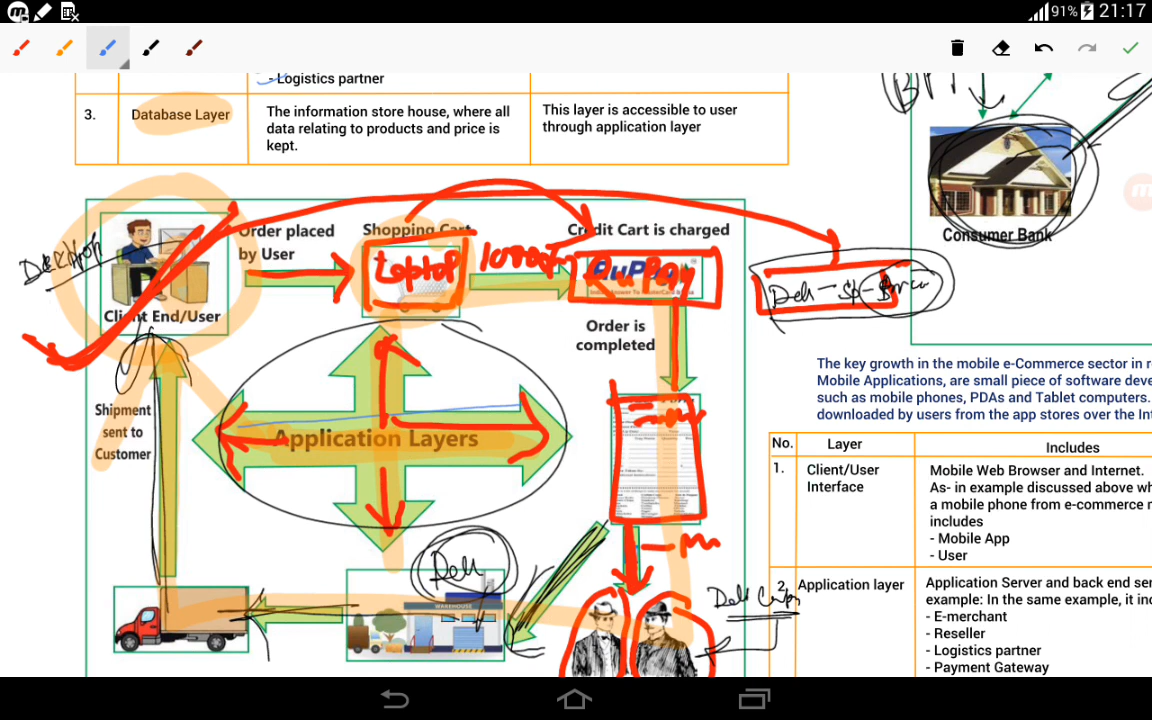 91% 21:17
- Logistics partner
3. Database Layer The information store house, where all data relating to products and price is kept. This layer is accessible to user through application layer
Consumer Bank
Desktop
Order placed by User
Shopping Cart
Credit Cart is charged
Laptop
RuPay
Client End/User
Order is completed
Shipment sent to Customer
Application Layers
Dell
WAREHOUSE
The key growth in the mobile e-Commerce sector in r
Mobile Applications, are small piece of software deve
such as mobile phones, PDAs and Tablet computers.
downloaded by users from the app stores over the Int
No. Layer Includes
1. Client/User Interface
Mobile Web Browser and Internet.
As- in example discussed above wh
a mobile phone from e-commerce m
includes
- Mobile App
- User
2. Application layer
Application Server and back end ser
example: In the same example, it inc
- E-merchant
- Reseller
- Logistics partner
- Payment Gateway